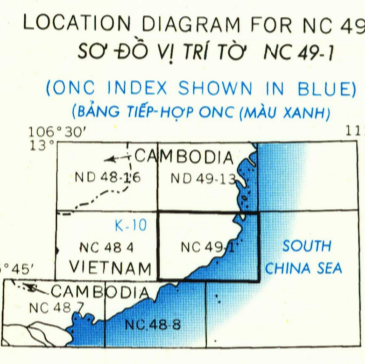 LOCATION DIAGRAM FOR NC 49
SƠ ĐỒ VỊ TRÍ TỜ NC 49-1
(ONC INDEX SHOWN IN BLUE)
(BẢNG TIẾP-HỢP ONC (MÀU XANH)
106°30' 11
13°
CAMBODIA
ND 48-16 ND 49-13
K-10
NC 48 4 NC 49-1 SOUTH
°45' VIETNAM CHINA SEA
CAMBODIA
NC 48-7
NC 48-8